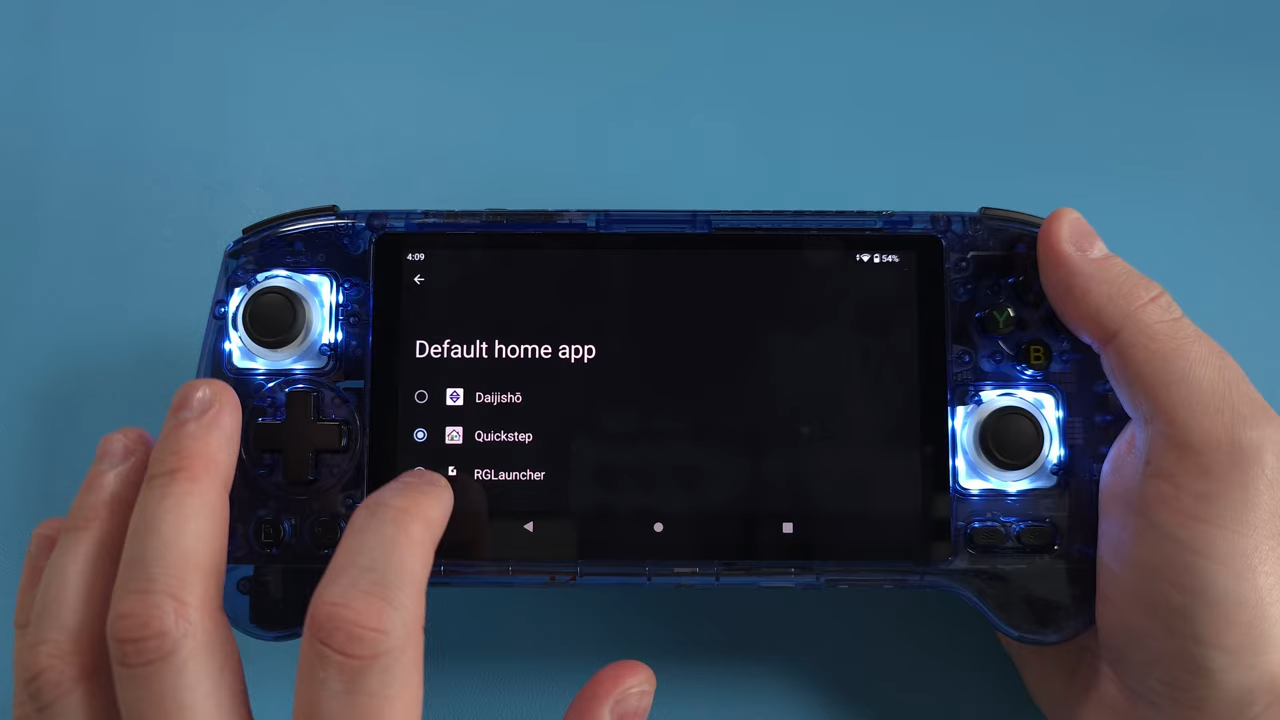 4:09
54%
Default home app
Daijishō
Quickstep
RGLauncher
Y
B